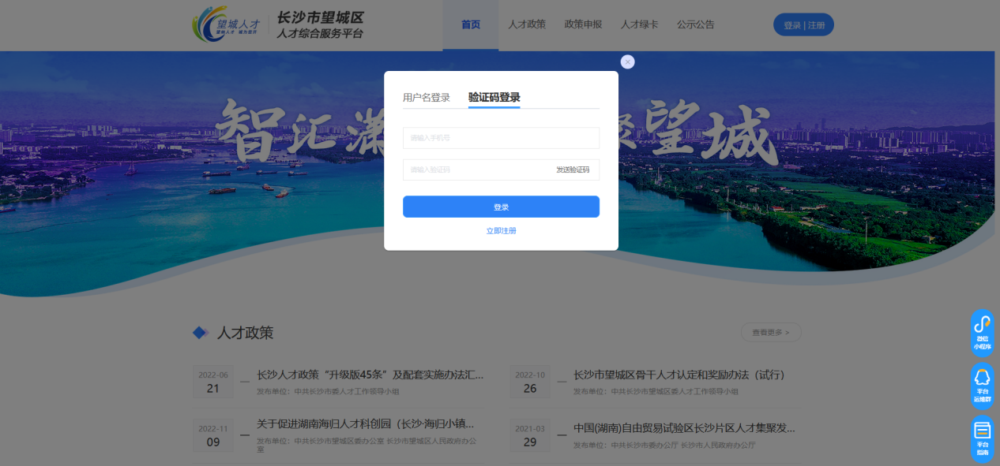 望城人才
长沙市望城区
人才综合服务平台
首页
人才政策
政策申报
人才绿卡
公示公告
登录 | 注册
智汇潇
聚望城
用户名登录
验证码登录
请输入手机号
请输入验证码
发送验证码
登录
立即注册
人才政策
查看更多 >
2022-06
21
长沙人才政策“升级版45条”及配套实施办法汇...
发布单位：中共长沙市委人才工作领导小组
2022-10
26
长沙市望城区骨干人才认定和奖励办法（试行）
发布单位：中共长沙市望城区委人才工作领导小组
2022-11
09
关于促进湖南海归人才科创园（长沙·海归小镇...
发布单位：中共长沙市望城区委办公室 长沙市望城区人民政府办公
室
2021-03
29
中国(湖南)自由贸易试验区长沙片区人才集聚发...
发布单位：中共长沙市委办公厅 长沙市人民政府办公厅
微信
小程序
平台
运维群
平台
指南